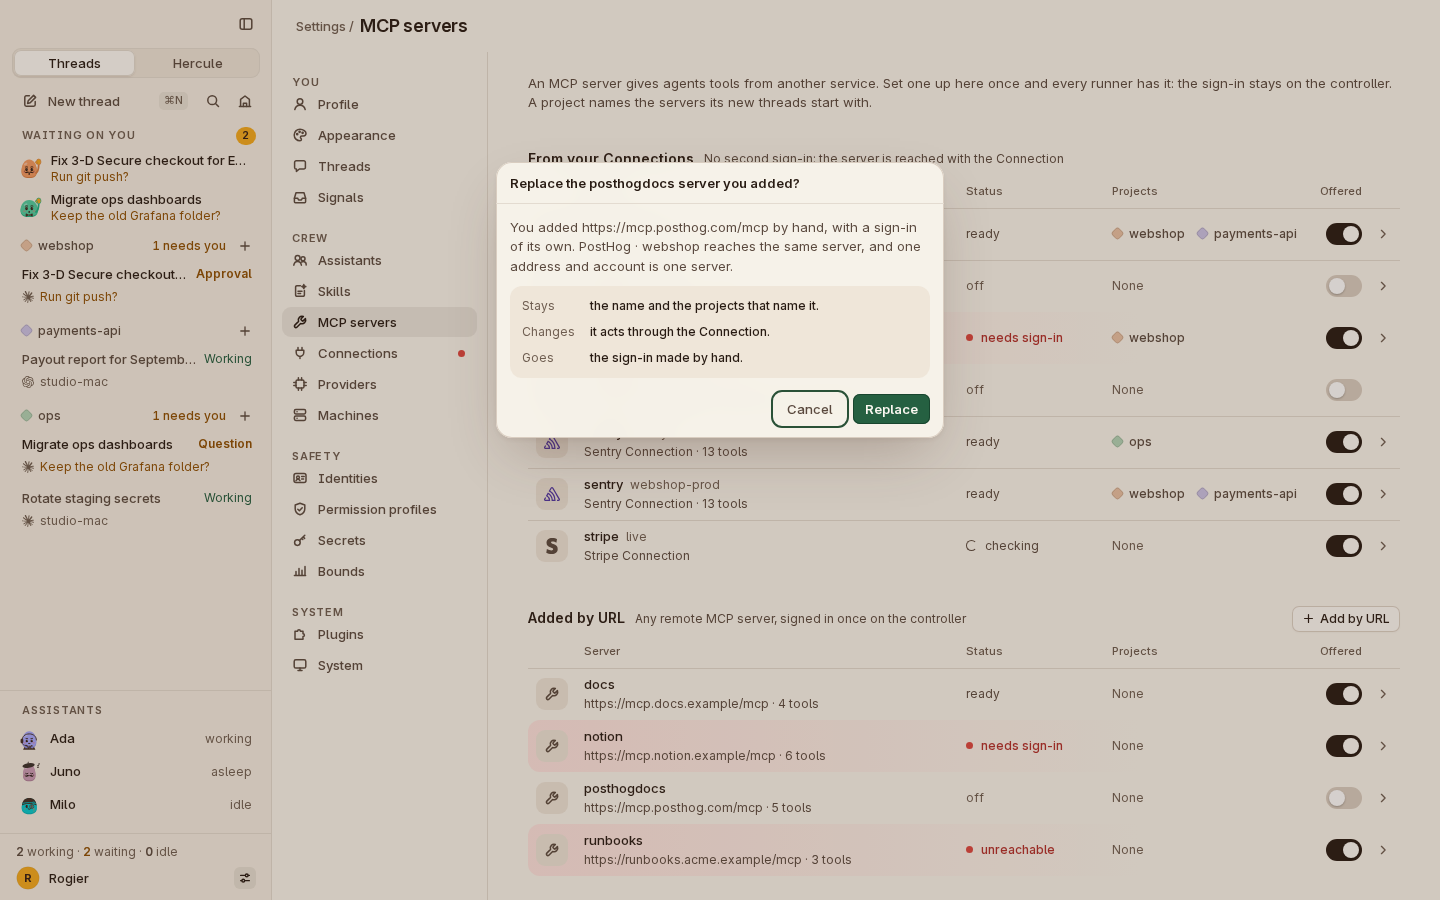 Threads
Hercule
New thread
⌘N
WAITING ON YOU
2
Fix 3-D Secure checkout for E…
Run git push?
Migrate ops dashboards
Keep the old Grafana folder?
webshop
1 needs you
Fix 3-D Secure checkout…
Approval
Run git push?
payments-api
Payout report for Septemb…
Working
studio-mac
ops
1 needs you
Migrate ops dashboards
Question
Keep the old Grafana folder?
Rotate staging secrets
Working
studio-mac
ASSISTANTS
Ada
working
Juno
asleep
Milo
idle
2 working · 2 waiting · 0 idle
R
Rogier
Settings / MCP servers
YOU
Profile
Appearance
Threads
Signals
CREW
Assistants
Skills
MCP servers
Connections
Providers
Machines
SAFETY
Identities
Permission profiles
Secrets
Bounds
SYSTEM
Plugins
System
An MCP server gives agents tools from another service. Set one up here once and every runner has it: the sign-in stays on the controller.
A project names the servers its new threads start with.
From your Connections
No second sign-in: the server is reached with the Connection
Status
Projects
Offered
ready
webshop
payments-api
off
None
needs sign-in
webshop
off
None
Replace the posthogdocs server you added?
You added https://mcp.posthog.com/mcp by hand, with a sign-in
of its own. PostHog · webshop reaches the same server, and one
address and account is one server.
Stays
the name and the projects that name it.
Changes
it acts through the Connection.
Goes
the sign-in made by hand.
Cancel
Replace
Sentry Connection · 13 tools
ready
ops
sentry webshop-prod
Sentry Connection · 13 tools
ready
webshop
payments-api
stripe live
Stripe Connection
checking
None
Added by URL
Any remote MCP server, signed in once on the controller
Add by URL
Server
Status
Projects
Offered
docs
https://mcp.docs.example/mcp · 4 tools
ready
None
notion
https://mcp.notion.example/mcp · 6 tools
needs sign-in
None
posthogdocs
https://mcp.posthog.com/mcp · 5 tools
off
None
runbooks
https://runbooks.acme.example/mcp · 3 tools
unreachable
None